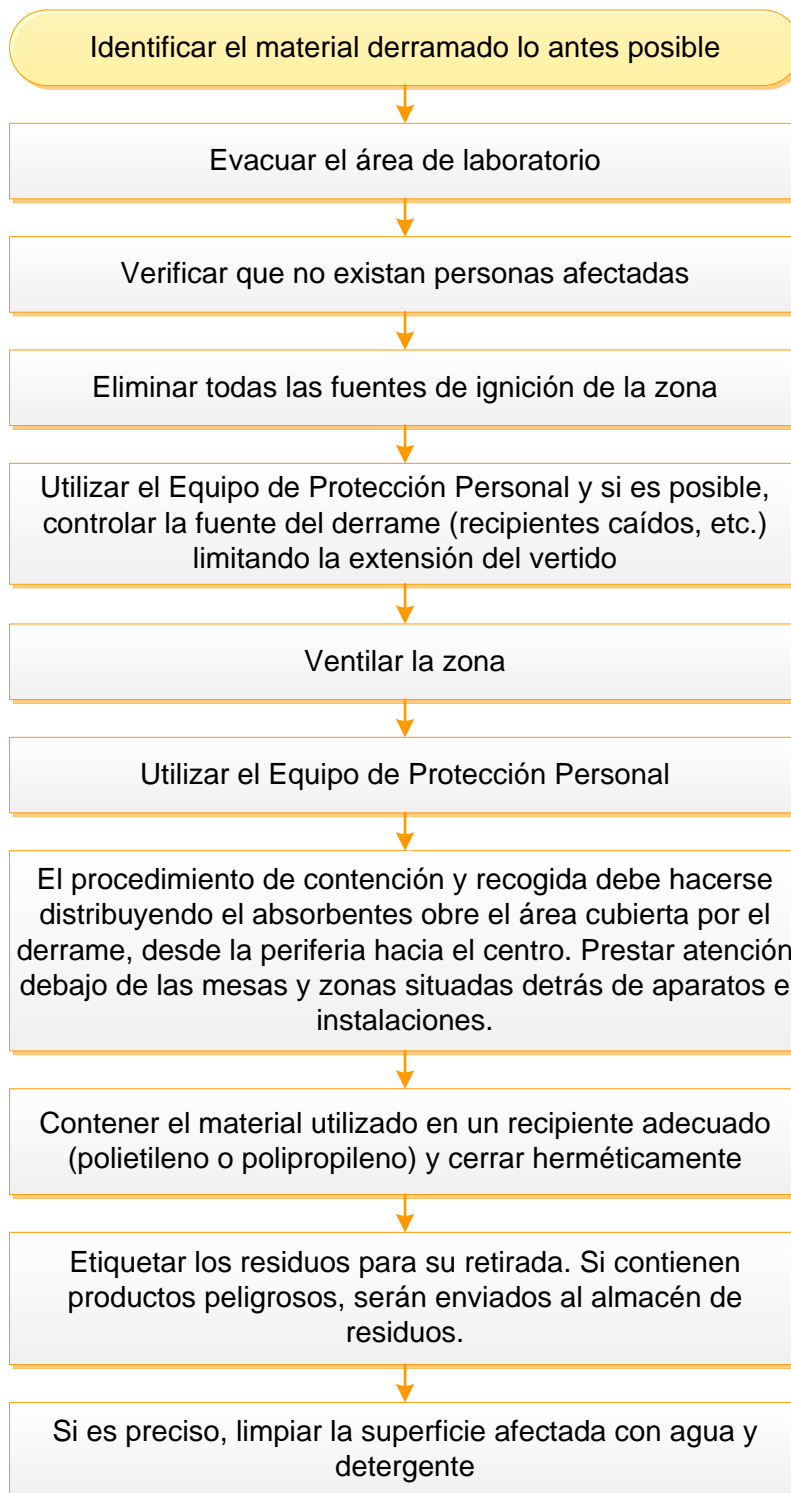 Identificar el material derramado lo antes posible
Evacuar el área de laboratorio
Verificar que no existan personas afectadas
Eliminar todas las fuentes de ignición de la zona
Utilizar el Equipo de Protección Personal y si es posible,
controlar la fuente del derrame (recipientes caídos, etc.)
limitando la extensión del vertido
Ventilar la zona
Utilizar el Equipo de Protección Personal
El procedimiento de contención y recogida debe hacerse
distribuyendo el absorbentes obre el área cubierta por el
derrame, desde la periferia hacia el centro. Prestar atención
debajo de las mesas y zonas situadas detrás de aparatos e
instalaciones.
Contener el material utilizado en un recipiente adecuado
(polietileno o polipropileno) y cerrar herméticamente
Etiquetar los residuos para su retirada. Si contienen
productos peligrosos, serán enviados al almacén de
residuos.
Si es preciso, limpiar la superficie afectada con agua y
detergente